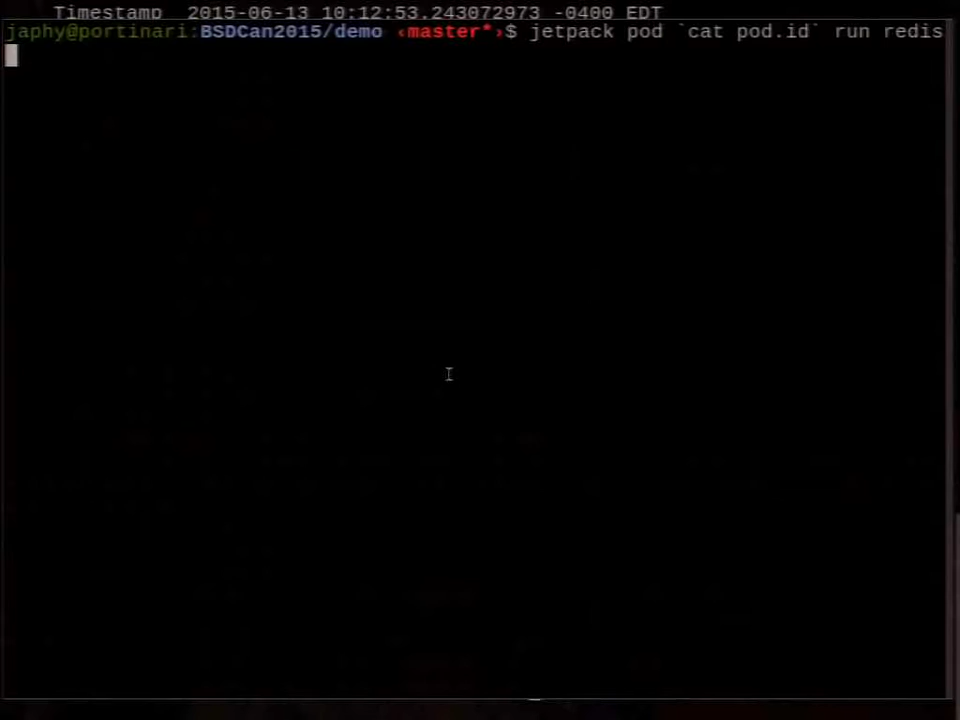 Timestamp  2015-06-13 10:12:53.243072973 -0400 EDT
japhy@portinari:BSDCan2015/demo ‹master*›$ jetpack pod `cat pod.id` run redis